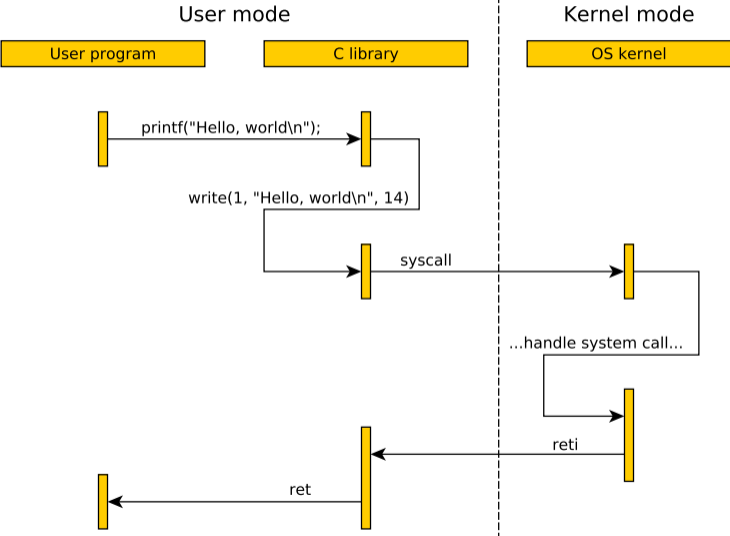 User mode
Kernel mode
User program
C library
OS kernel
printf("Hello, world\n");
write(1, "Hello, world\n", 14)
syscall
...handle system call...
reti
ret